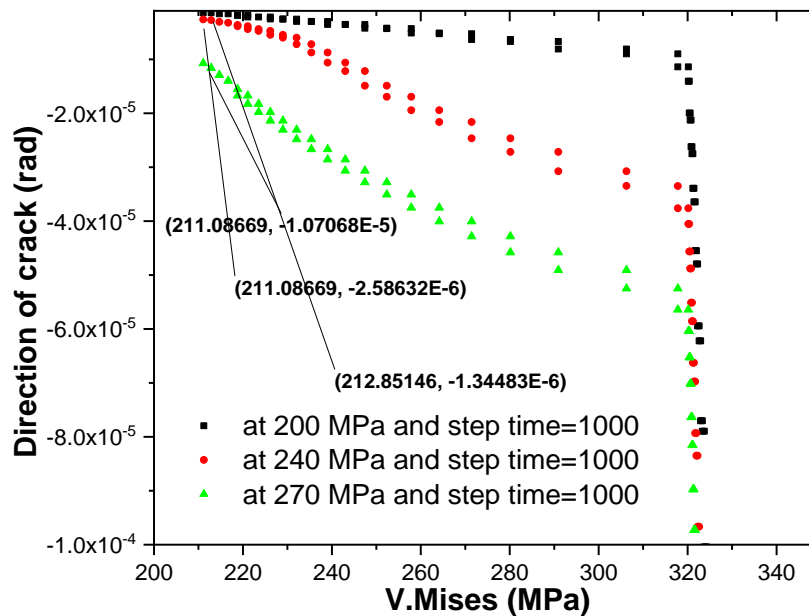 Direction of crack (rad)
-2.0x10⁻⁵
-4.0x10⁻⁵
-6.0x10⁻⁵
-8.0x10⁻⁵
-1.0x10⁻⁴
(211.08669, -1.07068E-5)
(211.08669, -2.58632E-6)
(212.85146, -1.34483E-6)
at 200 MPa and step time=1000
at 240 MPa and step time=1000
at 270 MPa and step time=1000
200 220 240 260 280 300 320 340
V.Mises (MPa)